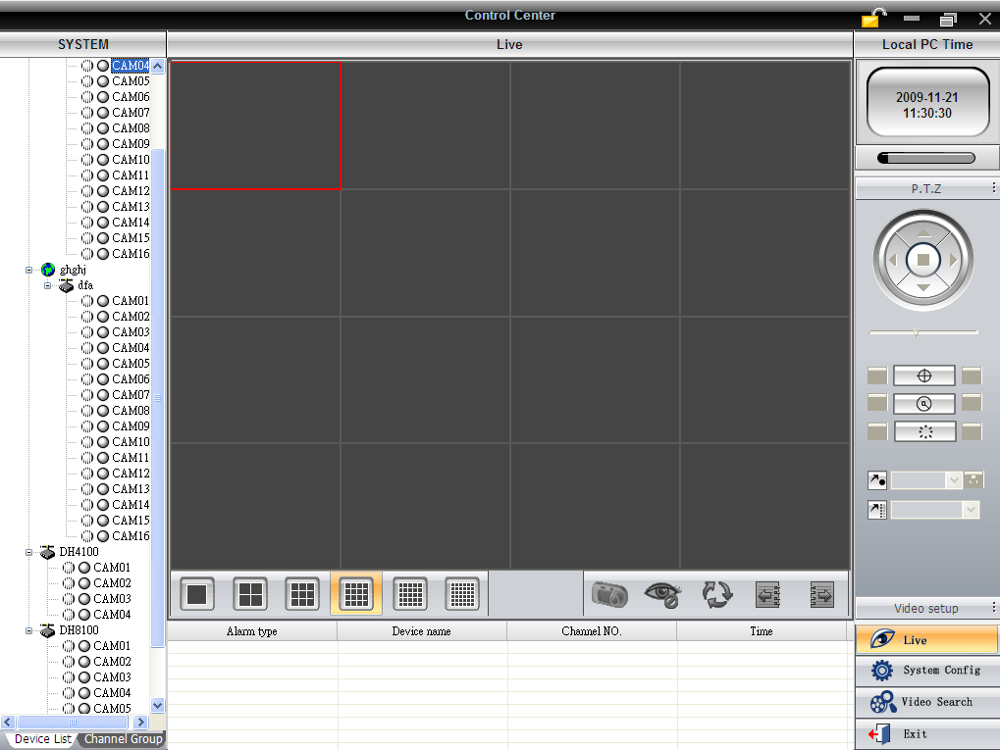 Control Center
SYSTEM
Live
Local PC Time
CAM04
CAM05
CAM06
CAM07
CAM08
CAM09
CAM10
CAM11
CAM12
CAM13
CAM14
CAM15
CAM16
ghghj
dfa
CAM01
CAM02
CAM03
CAM04
CAM05
CAM06
CAM07
CAM08
CAM09
CAM10
CAM11
CAM12
CAM13
CAM14
CAM15
CAM16
DH4100
CAM01
CAM02
CAM03
CAM04
DH8100
CAM01
CAM02
CAM03
CAM04
CAM05
Device List
Channel Group
Alarm type
Device name
Channel NO.
Time
2009-11-21
11:30:30
P.T.Z
Video setup
Live
System Config
Video Search
Exit